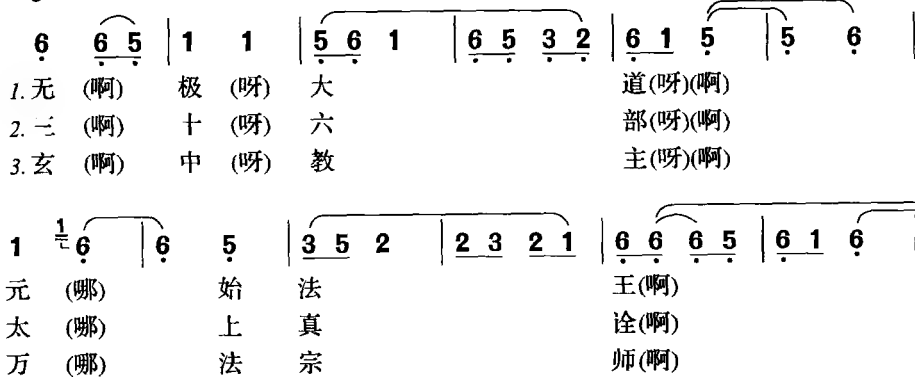 6 6 5 | 1 1 | 5 6 1 | 6 5 3 2 | 6 1 5 | 5 6 |
1. 无 (啊) 极 (呀) 大 道(呀)(啊)
2. 三 (啊) 十 (呀) 六 部(呀)(啊)
3. 玄 (啊) 中 (呀) 教 主(呀)(啊)
1 1 6 | 6 5 | 3 5 2 | 2 3 2 1 | 6 6 6 5 | 6 1 6
元 (哪) 始 法 王(啊)
太 (哪) 上 真 诠(啊)
万 (哪) 法 宗 师(啊)